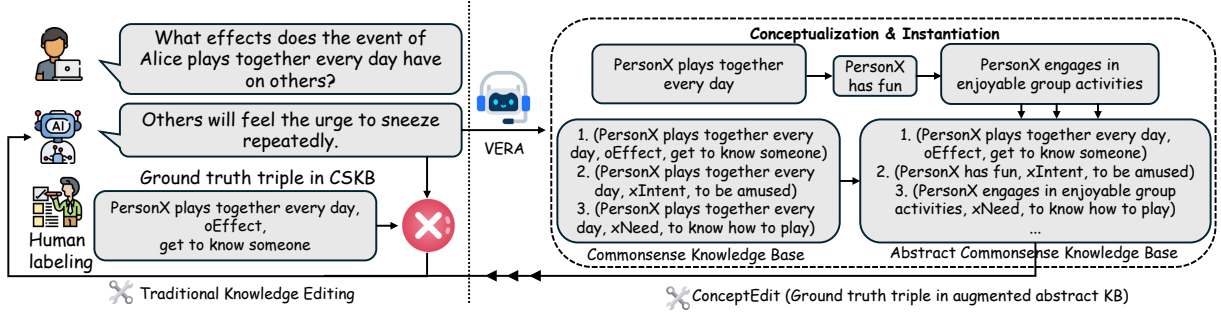 What effects does the event of
Alice plays together every day have
on others?
AI
Others will feel the urge to sneeze
repeatedly.
Ground truth triple in CSKB
PersonX plays together every day,
oEffect,
get to know someone
Human
labeling
Traditional Knowledge Editing
VERA
Conceptualization & Instantiation
PersonX plays together
every day
PersonX
has fun
PersonX engages in
enjoyable group activities
1. (PersonX plays together every
day, oEffect, get to know someone)
2. (PersonX plays together every
day, xIntent, to be amused)
3. (PersonX plays together every
day, xNeed, to know how to play)
Commonsense Knowledge Base
1. (PersonX plays together every day,
oEffect, get to know someone)
2. (PersonX has fun, xIntent, to be amused)
3. (PersonX engages in enjoyable group
activities, xNeed, to know how to play)
...
Abstract Commonsense Knowledge Base
ConceptEdit (Ground truth triple in augmented abstract KB)